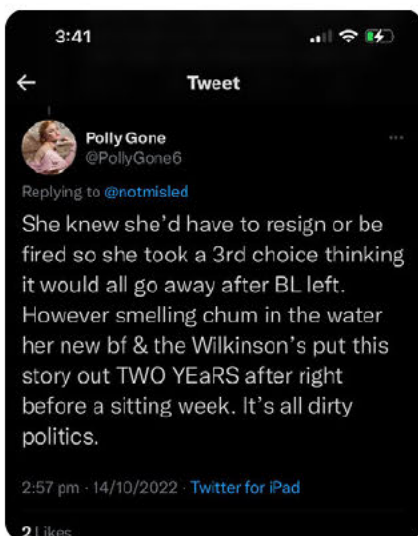 3:41
Tweet
Polly Gone
@PollyGone6
Replying to @notmisled
She knew she'd have to resign or be
fired so she took a 3rd choice thinking
it would all go away after BL left.
However smelling chum in the water
her new bf & the Wilkinson's put this
story out TWO YEaRS after right
before a sitting week. It's all dirty
politics.
2:57 pm · 14/10/2022 · Twitter for iPad
2 Likes